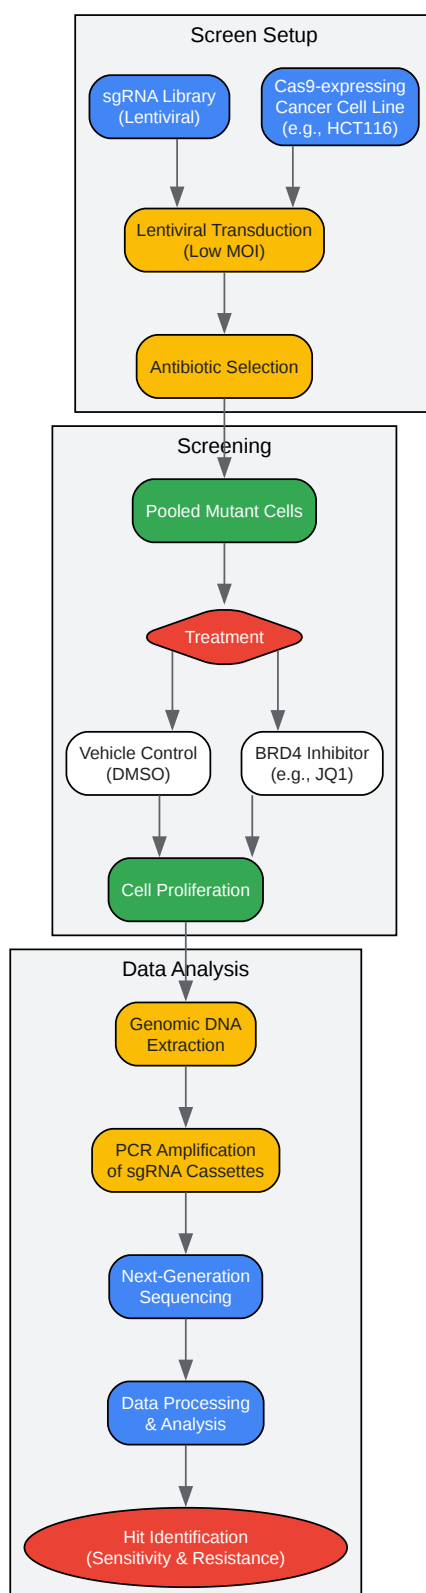 Screen Setup
sgRNA Library
(Lentiviral)
Cas9-expressing
Cancer Cell Line
(e.g., HCT116)
Lentiviral Transduction
(Low MOI)
Antibiotic Selection
Screening
Pooled Mutant Cells
Treatment
Vehicle Control
(DMSO)
BRD4 Inhibitor
(e.g., JQ1)
Cell Proliferation
Data Analysis
Genomic DNA
Extraction
PCR Amplification
of sgRNA Cassettes
Next-Generation
Sequencing
Data Processing
& Analysis
Hit Identification
(Sensitivity & Resistance)